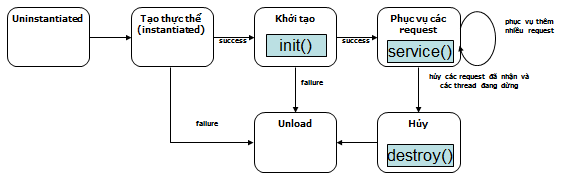 Uninstantiated
Tạo thực thể
(instantiated)
success
Khởi tạo
init()
success
Phục vụ các
request
service()
phục vụ thêm
nhiều request
hủy các request đã nhận và
các thread đang dừng
failure
failure
Unload
Hủy
destroy()